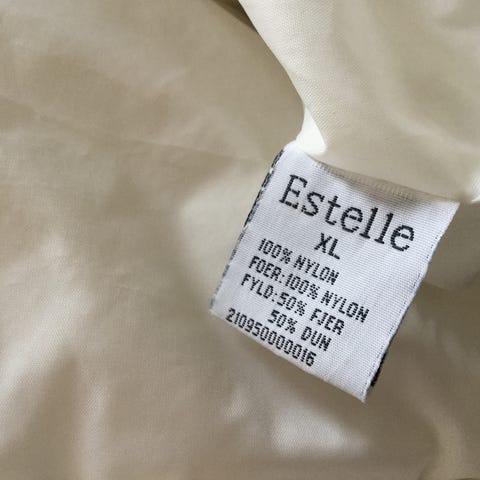 Estelle
XL
100% NYLON
FOER:100% NYLON
FYLD:50% FJER
50% DUN
210950000016